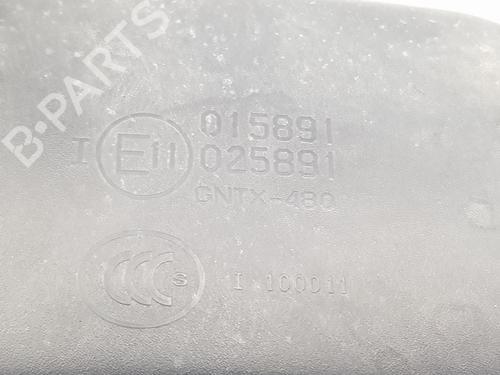 B-PARTS
015891
I E11 025891
GNTX-480
CCC S I 100011